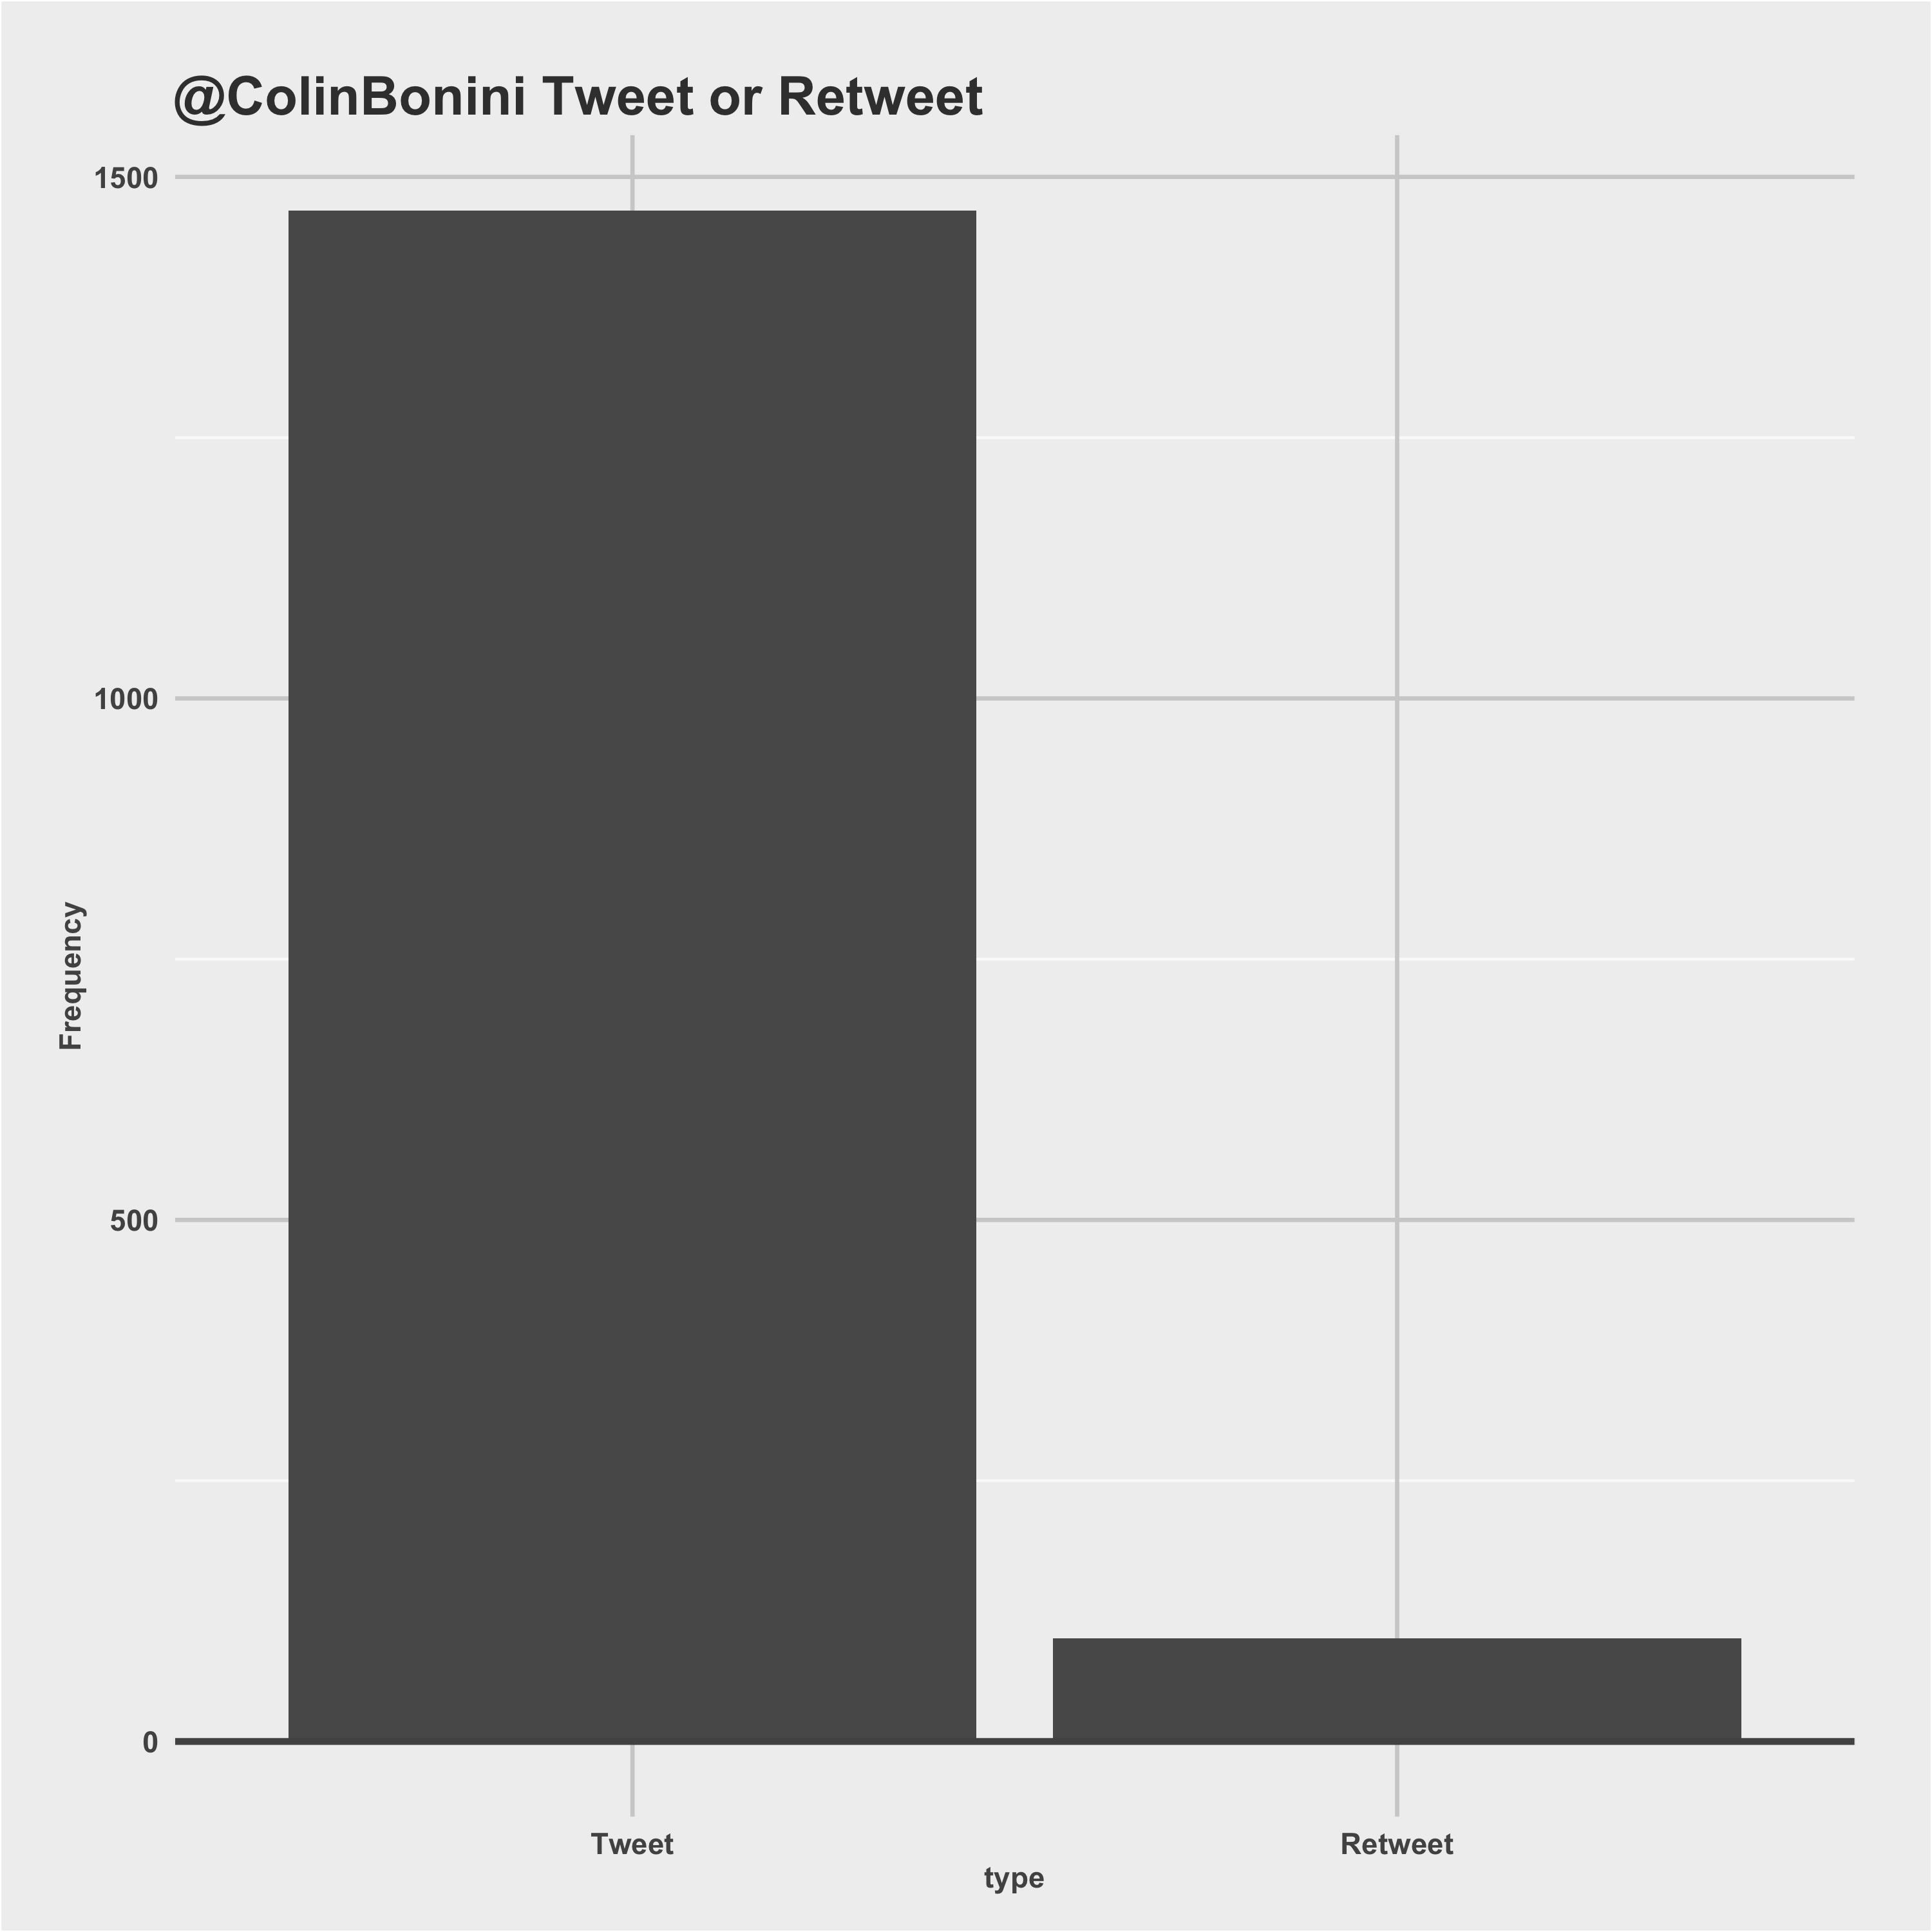 @ColinBonini Tweet or Retweet
1500
1000
500
0
Frequency
Tweet Retweet
type